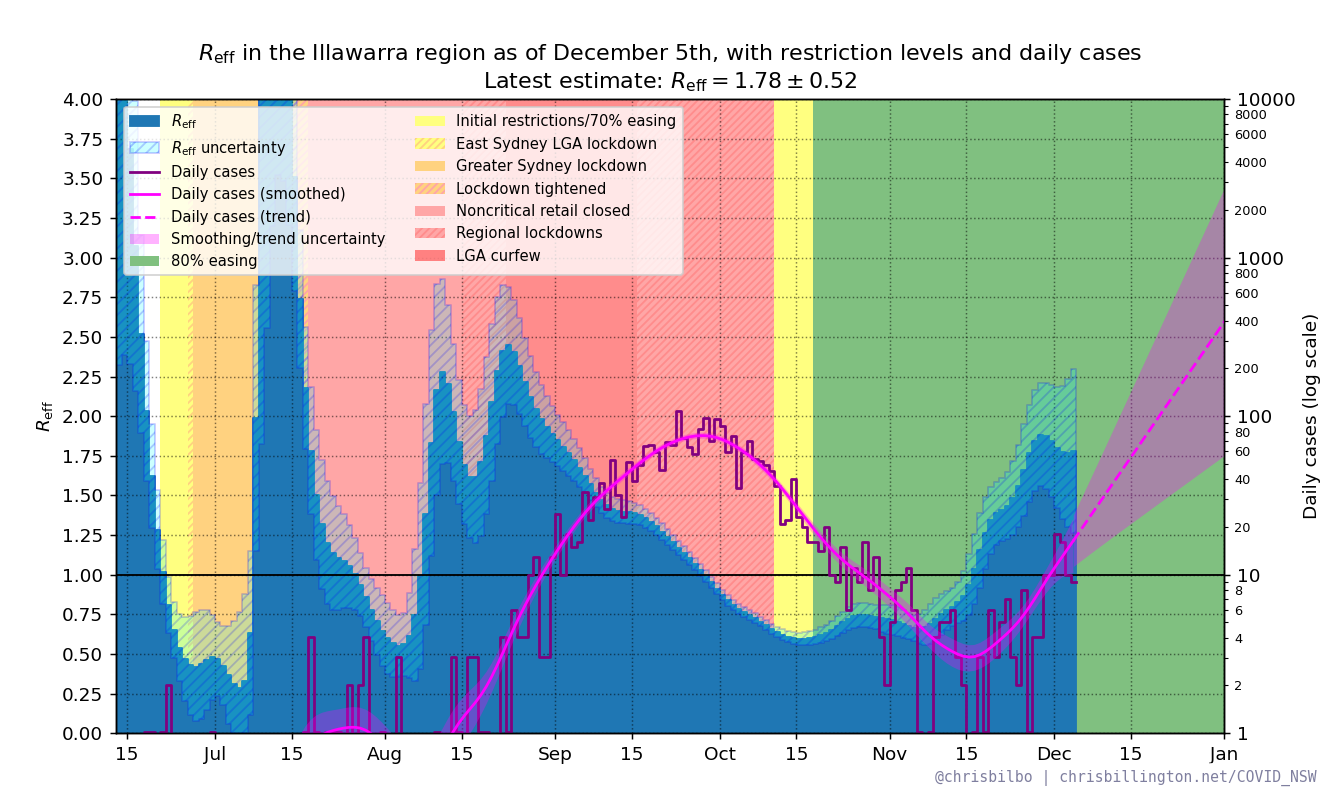 R_eff in the Illawarra region as of December 5th, with restriction levels and daily cases
Latest estimate: R_eff = 1.78 ± 0.52
4.00
3.75
3.50
3.25
3.00
2.75
2.50
2.25
2.00
1.75
1.50
1.25
1.00
0.75
0.50
0.25
0.00
R_eff
R_eff
R_eff uncertainty
Daily cases
Daily cases (smoothed)
Daily cases (trend)
Smoothing/trend uncertainty
80% easing
Initial restrictions/70% easing
East Sydney LGA lockdown
Greater Sydney lockdown
Lockdown tightened
Noncritical retail closed
Regional lockdowns
LGA curfew
10000
8000
6000
4000
2000
1000
800
600
400
200
100
80
60
40
20
10
8
6
4
2
1
Daily cases (log scale)
15 Jul 15 Aug 15 Sep 15 Oct 15 Nov 15 Dec 15 Jan
@chrisbilbo | chrisbillington.net/COVID_NSW